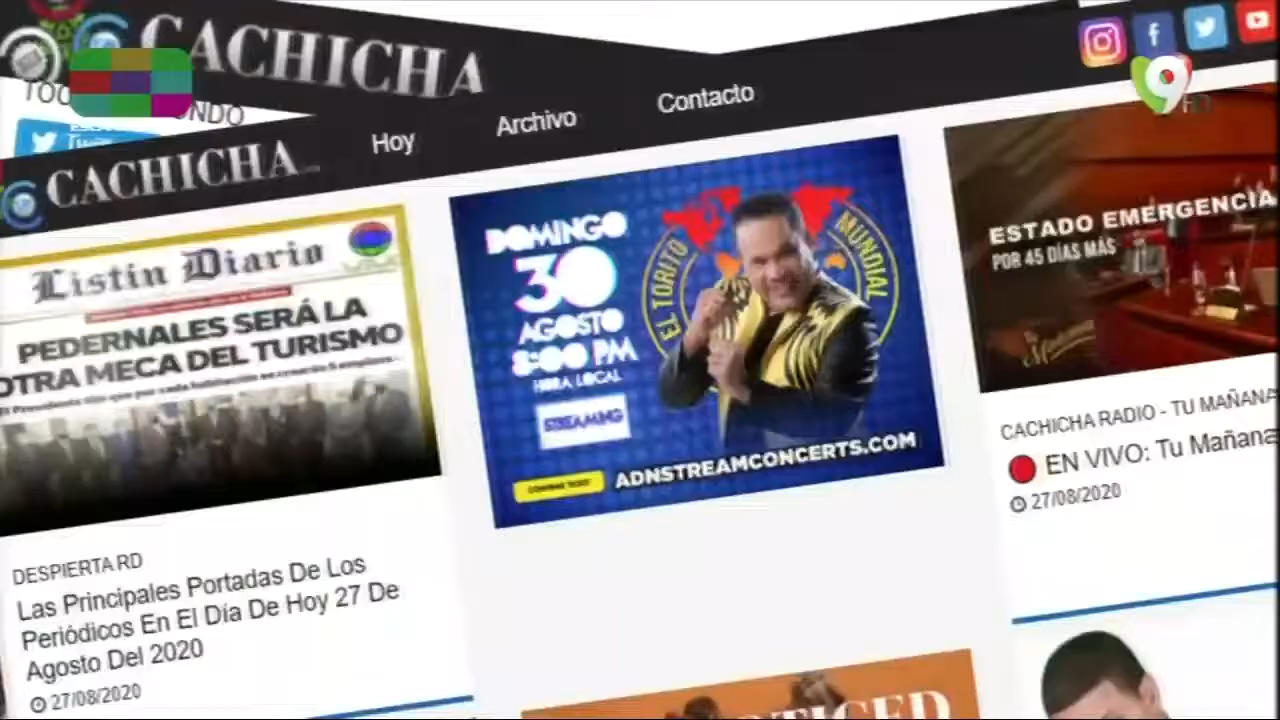 CACHICHA
9
Hoy
Archivo
Contacto
CACHICHA
Listin Diario
PEDERNALES SERÁ LA
OTRA MECA DEL TURISMO
DESPIERTA RD
Las Principales Portadas De Los
Periódicos En El Día De Hoy 27 De
Agosto Del 2020
27/08/2020
DOMINGO
30
AGOSTO
8:00 PM
HORA LOCAL
STREAMING
EL TORITO
MUNDIAL
ADNSTREAMCONCERTS.COM
ESTADO EMERGENCIA
POR 45 DÍAS MÁS
CACHICHA RADIO - TU MAÑANA
EN VIVO: Tu Mañana
27/08/2020